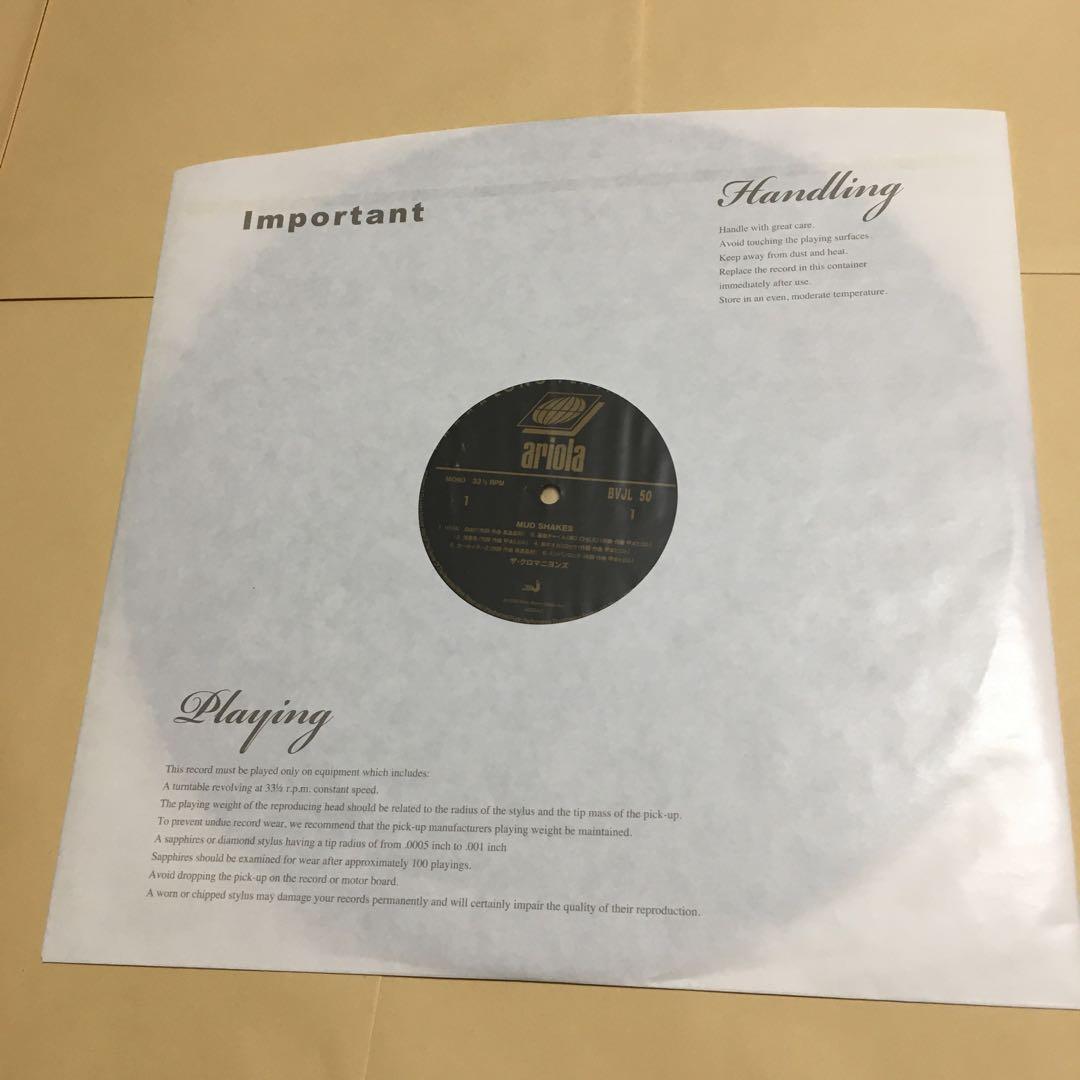 Important
Handling
Handle with great care.
Avoid touching the playing surfaces.
Keep away from dust and heat.
Replace the record in this container
immediately after use.
Store in an even, moderate temperature.
ariola
MONO 33⅓ RPM
BVJL 50
1
1
MUD SHAKES
ザ・クロマニヨンズ
Playing
This record must be played only on equipment which includes:
A turntable revolving at 33⅓ r.p.m. constant speed.
The playing weight of the reproducing head should be related to the radius of the stylus and the tip mass of the pick-up.
To prevent undue record wear, we recommend that the pick-up manufacturers playing weight be maintained.
A sapphires or diamond stylus having a tip radius of from .0005 inch to .001 inch
Sapphires should be examined for wear after approximately 100 playings.
Avoid dropping the pick-up on the record or motor board.
A worn or chipped stylus may damage your records permanently and will certainly impair the quality of their reproduction.